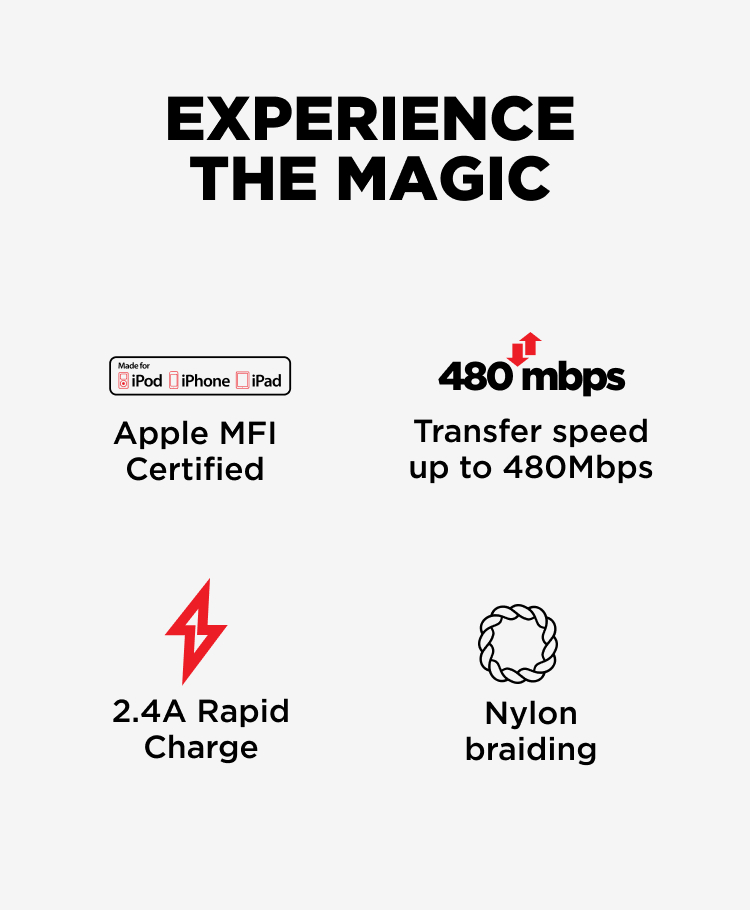 EXPERIENCE
THE MAGIC
Made for
iPod iPhone iPad
Apple MFI
Certified
480 mbps
Transfer speed
up to 480Mbps
2.4A Rapid
Charge
Nylon
braiding